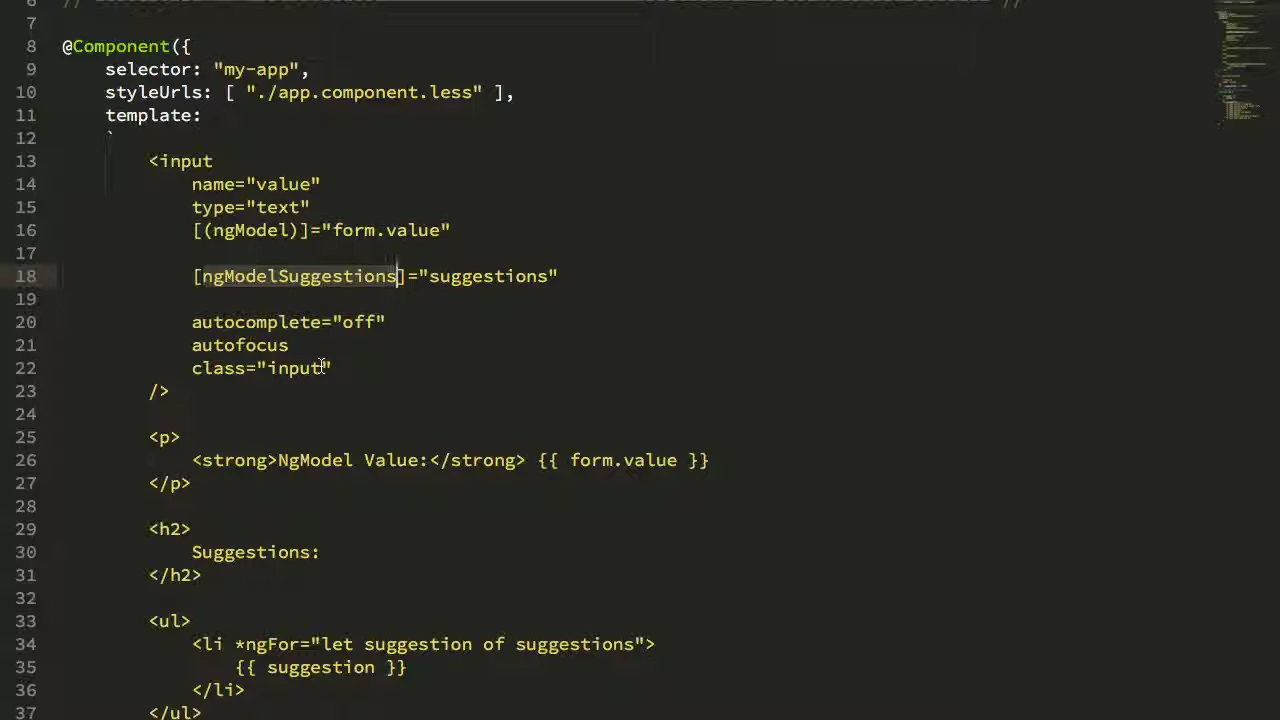 7
8 @Component({
9 selector: "my-app",
10 styleUrls: [ "./app.component.less" ],
11 template:
12 `
13 <input
14 name="value"
15 type="text"
16 [(ngModel)]="form.value"
17
18 [ngModelSuggestions]="suggestions"
19
20 autocomplete="off"
21 autofocus
22 class="input"
23 />
24
25 <p>
26 <strong>NgModel Value:</strong> {{ form.value }}
27 </p>
28
29 <h2>
30 Suggestions:
31 </h2>
32
33 <ul>
34 <li *ngFor="let suggestion of suggestions">
35 {{ suggestion }}
36 </li>
37 </ul>